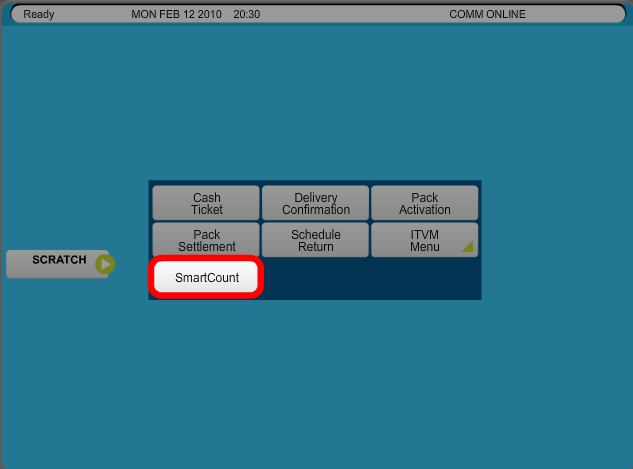 Ready MON FEB 12 2010 20:30 COMM ONLINE
Cash
Ticket
Delivery
Confirmation
Pack
Activation
Pack
Settlement
Schedule
Return
ITVM
Menu
SCRATCH
SmartCount